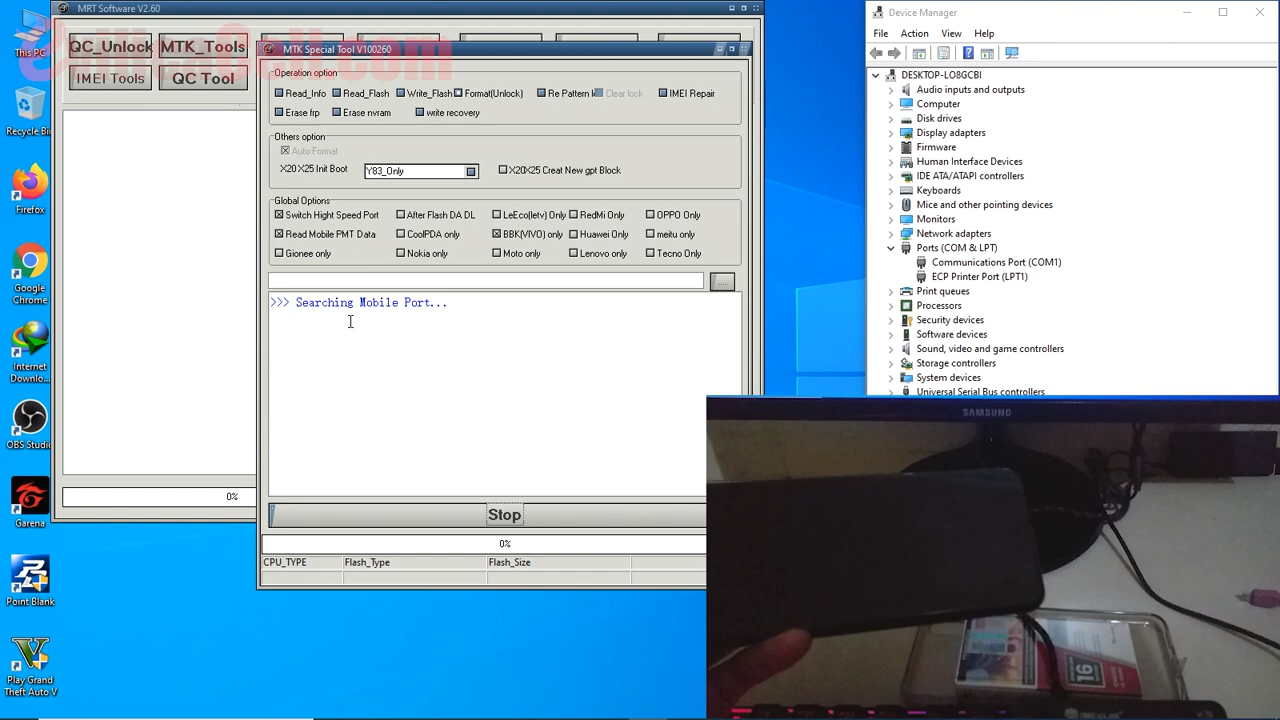 MRT Software V2.60
This PC
QC_Unlock
MTK_Tools
IMEI Tools
QC Tool
Recycle Bin
Firefox
Google
Chrome
Internet
Downlo...
OBS Studio
Garena
Point Blank
Play Grand
Theft Auto V
0%
MTK Special Tool V100260
Operation option
Read_Info Read_Flash Write_Flash Format(Unlock) Re Pattern Clear lock IMEI Repair
Erase frp Erase nvram write recovery
Others option
Auto Format
X20X25 Init Boot Y83_Only X20X25 Creat New gpt Block
Global Options
Switch Hight Speed Port After Flash DA DL LeEco(letv) Only RedMi Only OPPO Only
Read Mobile PMT Data CoolPDA only BBK(VIVO) only Huawei Only meitu only
Gionee only Nokia only Moto only Lenovo only Tecno Only
....
>>> Searching Mobile Port...
Stop
0%
CPU_TYPE Flash_Type Flash_Size
Device Manager
File Action View Help
DESKTOP-LO8GCBI
Audio inputs and outputs
Computer
Disk drives
Display adapters
Firmware
Human Interface Devices
IDE ATA/ATAPI controllers
Keyboards
Mice and other pointing devices
Monitors
Network adapters
Ports (COM & LPT)
Communications Port (COM1)
ECP Printer Port (LPT1)
Print queues
Processors
Security devices
Software devices
Sound, video and game controllers
Storage controllers
System devices
Universal Serial Bus controllers
SAMSUNG
16